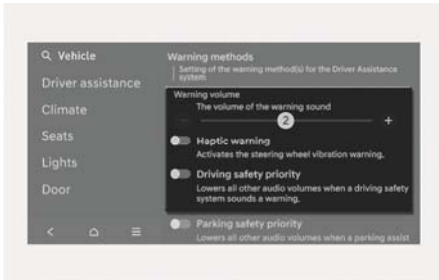 Vehicle
Driver assistance
Climate
Seats
Lights
Door
Warning methods
Setting of the warning method(s) for the Driver Assistance
system
Warning volume
The volume of the warning sound
2
Haptic warning
Activates the steering wheel vibration warning.
Driving safety priority
Lowers all other audio volumes when a driving safety
system sounds a warning.
Parking safety priority
Lowers all other audio volumes when a parking assist